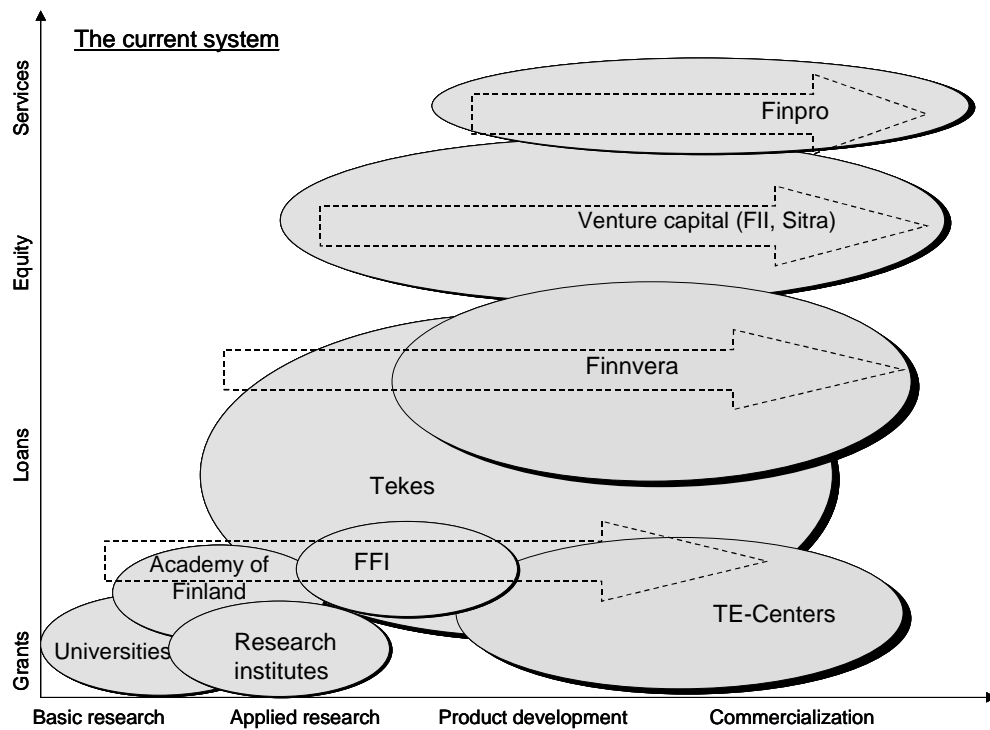 The current system
Services
Finpro
Venture capital (FII, Sitra)
Equity
Finnvera
Loans
Tekes
FFI
Academy of
Finland
TE-Centers
Universities
Research
institutes
Grants
Basic research
Applied research
Product development
Commercialization